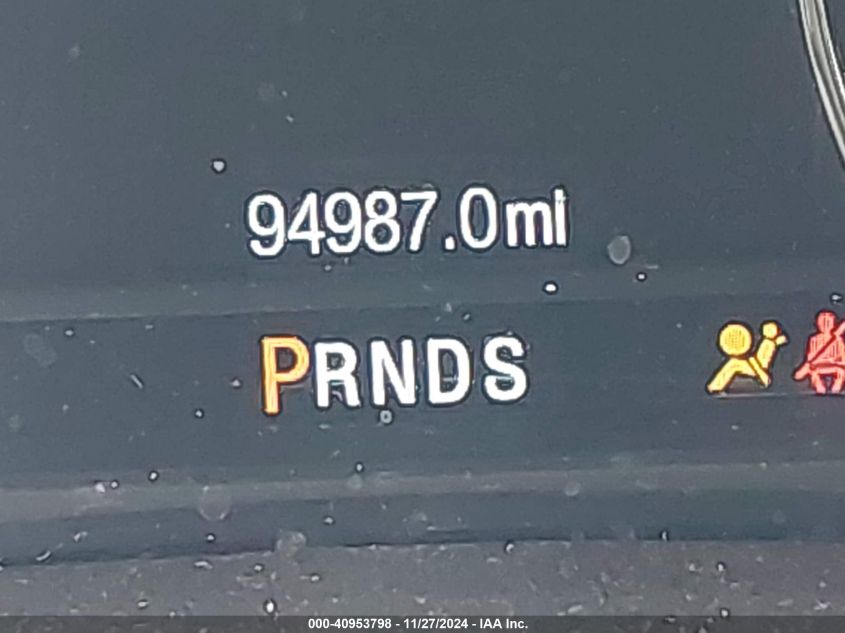 94987.0mi
PRNDS
000-40953798 - 11/27/2024 - IAA Inc.